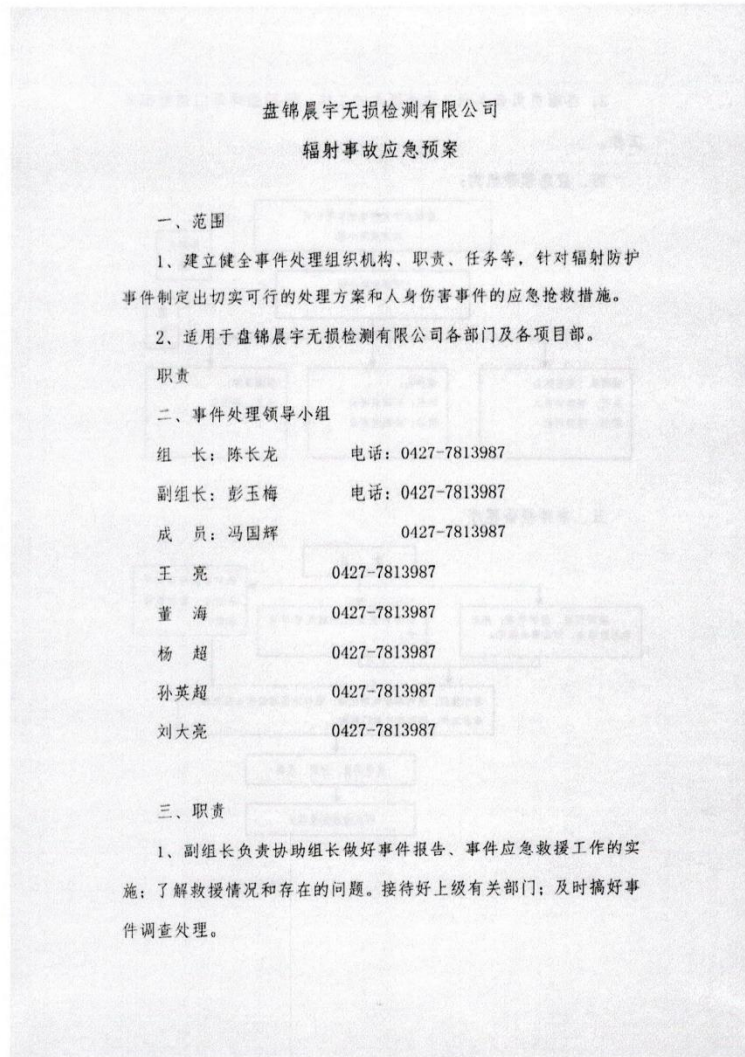 盘锦晨宇无损检测有限公司
辐射事故应急预案
一、范围
1、建立健全事件处理组织机构、职责、任务等，针对辐射防护
事件制定出切实可行的处理方案和人身伤害事件的应急抢救措施。
2、适用于盘锦晨宇无损检测有限公司各部门及各项目部。
职责
二、事件处理领导小组
组　长：陈长龙　电话：0427-7813987
副组长：彭玉梅　电话：0427-7813987
成　员：冯国辉　0427-7813987
王　亮　0427-7813987
董　海　0427-7813987
杨　超　0427-7813987
孙英超　0427-7813987
刘大亮　0427-7813987
三、职责
1、副组长负责协助组长做好事件报告、事件应急救援工作的实
施；了解救援情况和存在的问题。接待好上级有关部门；及时搞好事
件调查处理。